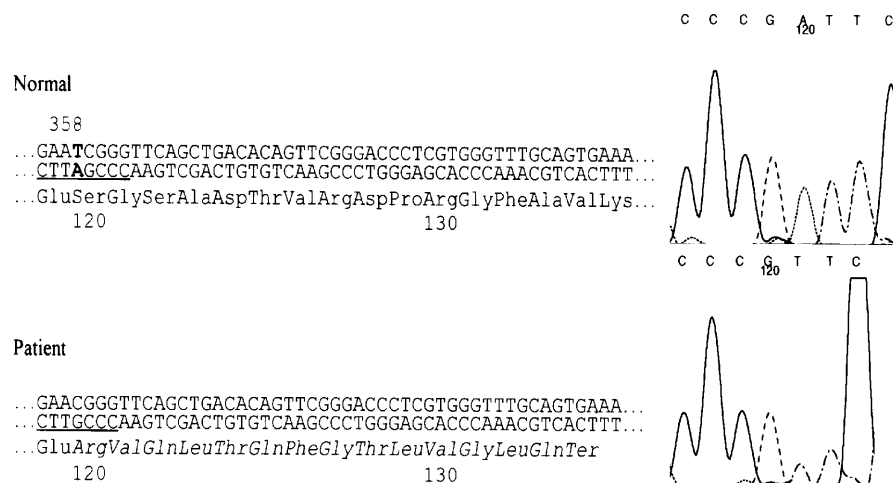 Normal
358
...GAATCGGGTTCAGCTGACACAGTTCGGGACCCTCGTGGGTTTGCAGTGAAA...
...CTTAGCCCAAGTCGACTGTGTCAAGCCCTGGGAGCACCCAAACGTCACTTT...
...GluSerGlySerAlaAspThrValArgAspProArgGlyPheAlaValLys...
120 130
C C C G A T T C
120
Patient
...GAACGGGTTCAGCTGACACAGTTCGGGACCCTCGTGGGTTTGCAGTGAAA...
...CTTGCCCAAGTCGACTGTGTCAAGCCCTGGGAGCACCCAAACGTCACTTT...
...GluArgValGlnLeuThrGlnPheGlyThrLeuValGlyLeuGlnTer
120 130
C C C G T T C
120